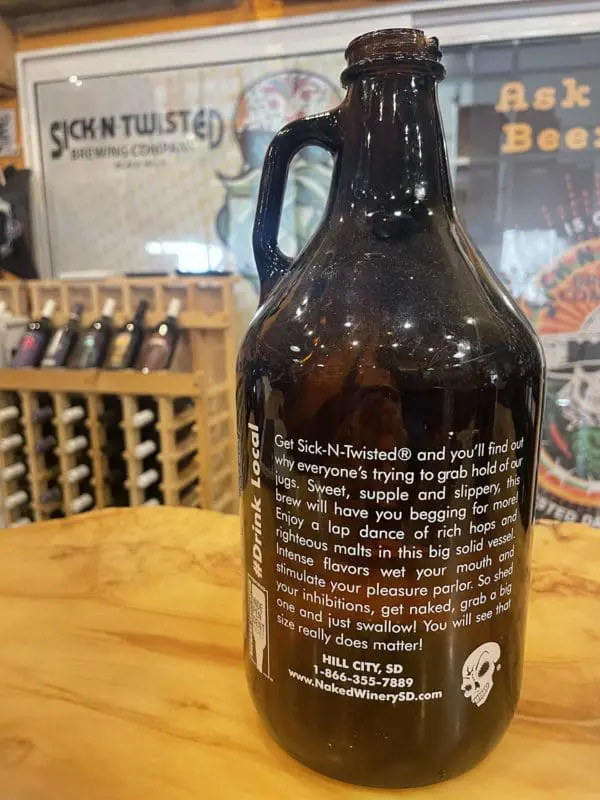 SICK-N-TWISTED
BREWING COMPANY
Ask
Beer
IS O
#Drink Local
Get Sick-N-Twisted® and you'll find out
why everyone's trying to grab hold of our
jugs. Sweet, supple and slippery, this
brew will have you begging for more!
Enjoy a lap dance of rich hops and
righteous malts in this big solid vessel.
Intense flavors wet your mouth and
stimulate your pleasure parlor. So shed
your inhibitions, get naked, grab a big
one and just swallow! You will see that
size really does matter!
HILL CITY, SD
1-866-355-7889
www.NakedWinerySD.com